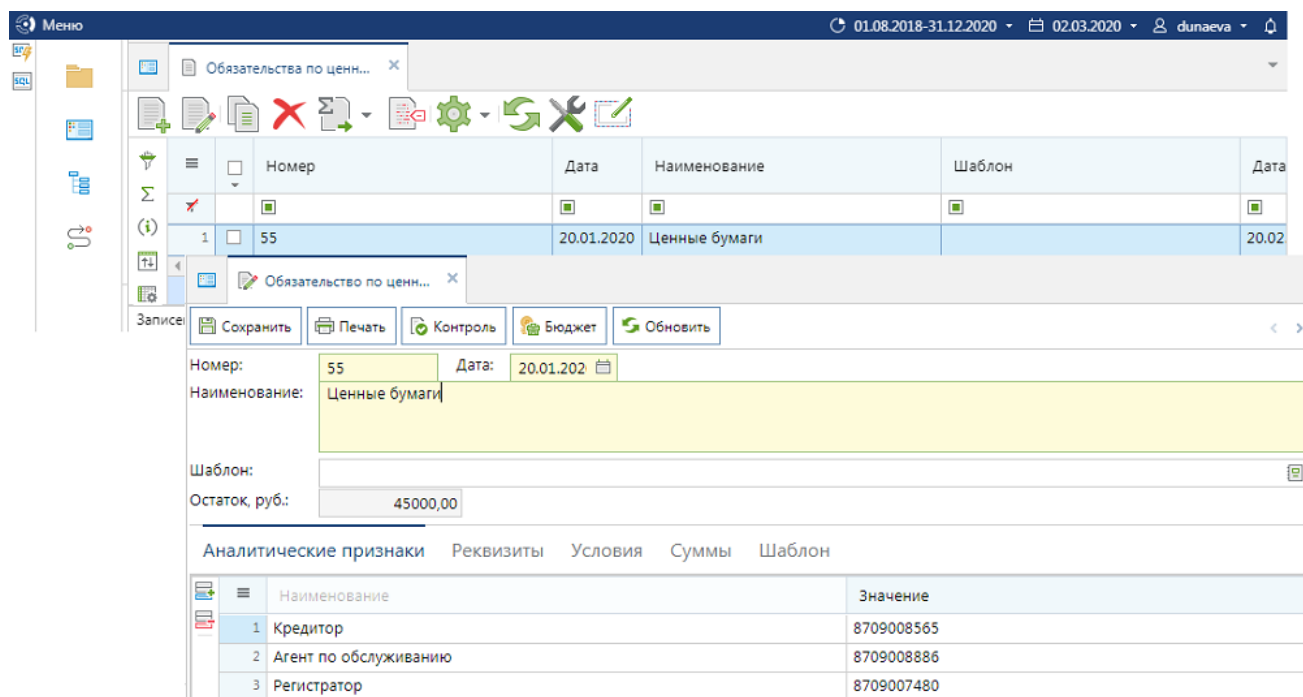 Меню 01.08.2018-31.12.2020 02.03.2020 dunaeva
SQL
Обязательства по ценн... ×
Номер Дата Наименование Шаблон Дата
1 55 20.01.2020 Ценные бумаги 20.02
Обязательство по ценн... ×
Записе
Сохранить Печать Контроль Бюджет Обновить
Номер: 55 Дата: 20.01.202
Наименование: Ценные бумаги
Шаблон:
Остаток, руб.: 45000,00
Аналитические признаки Реквизиты Условия Суммы Шаблон
Наименование Значение
1 Кредитор 8709008565
2 Агент по обслуживанию 8709008886
3 Регистратор 8709007480